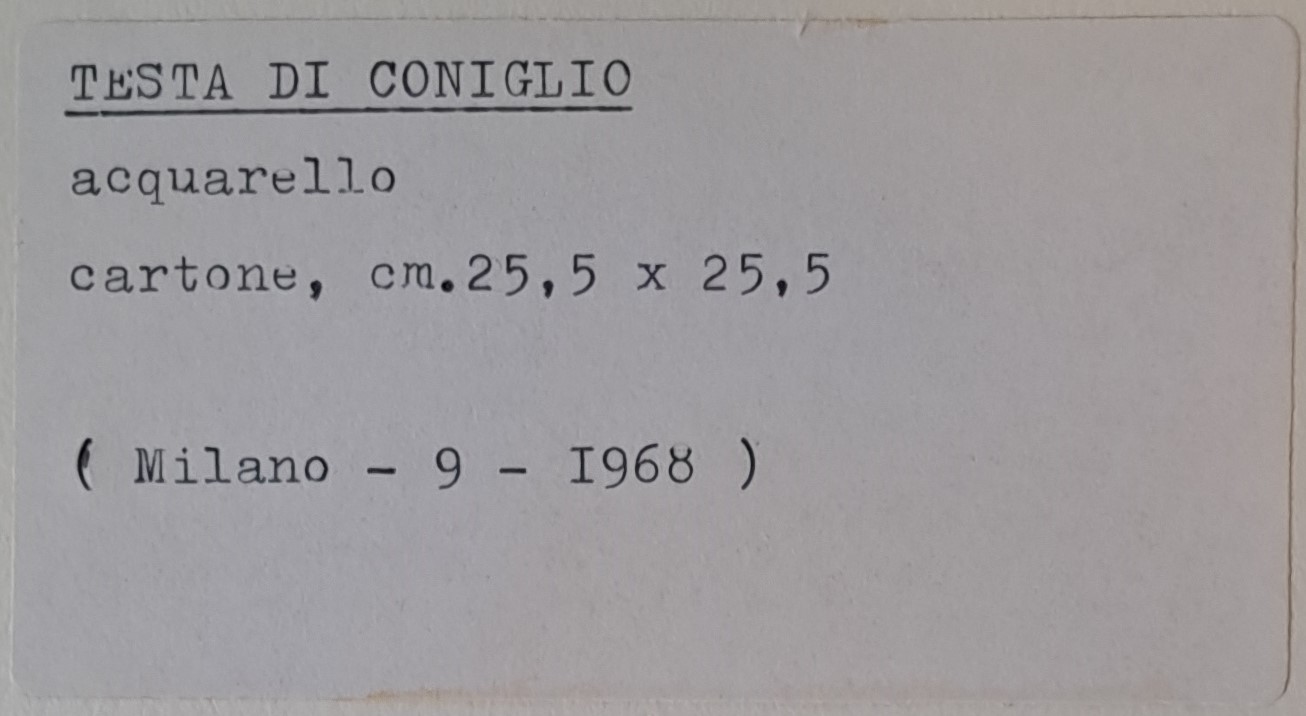 TESTA DI CONIGLIO
acquarello
cartone, cm.25,5 x 25,5
( Milano - 9 - I968 )